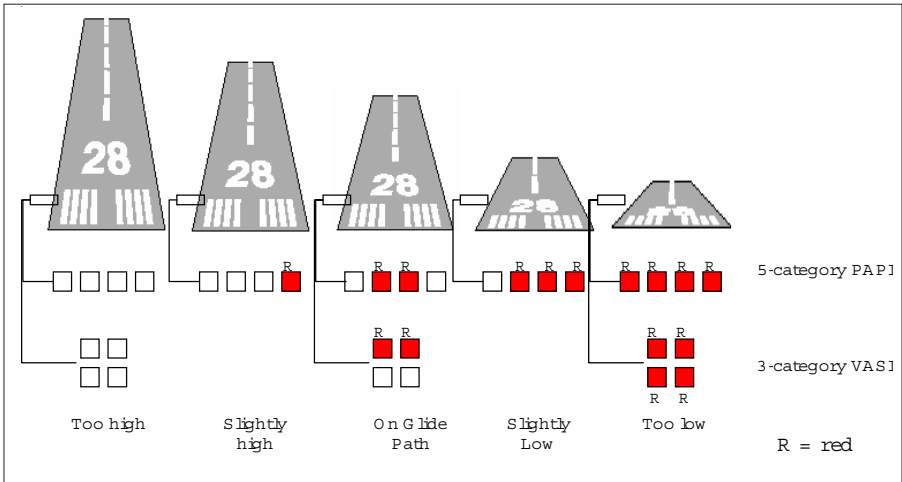 28
28
28
28
R
R R
R R R
R R R R
5-category PAPI
R R
R R
3-category VASI
R R
Too high
Slightly
high
On Glide
Path
Slightly
Low
Too low
R = red